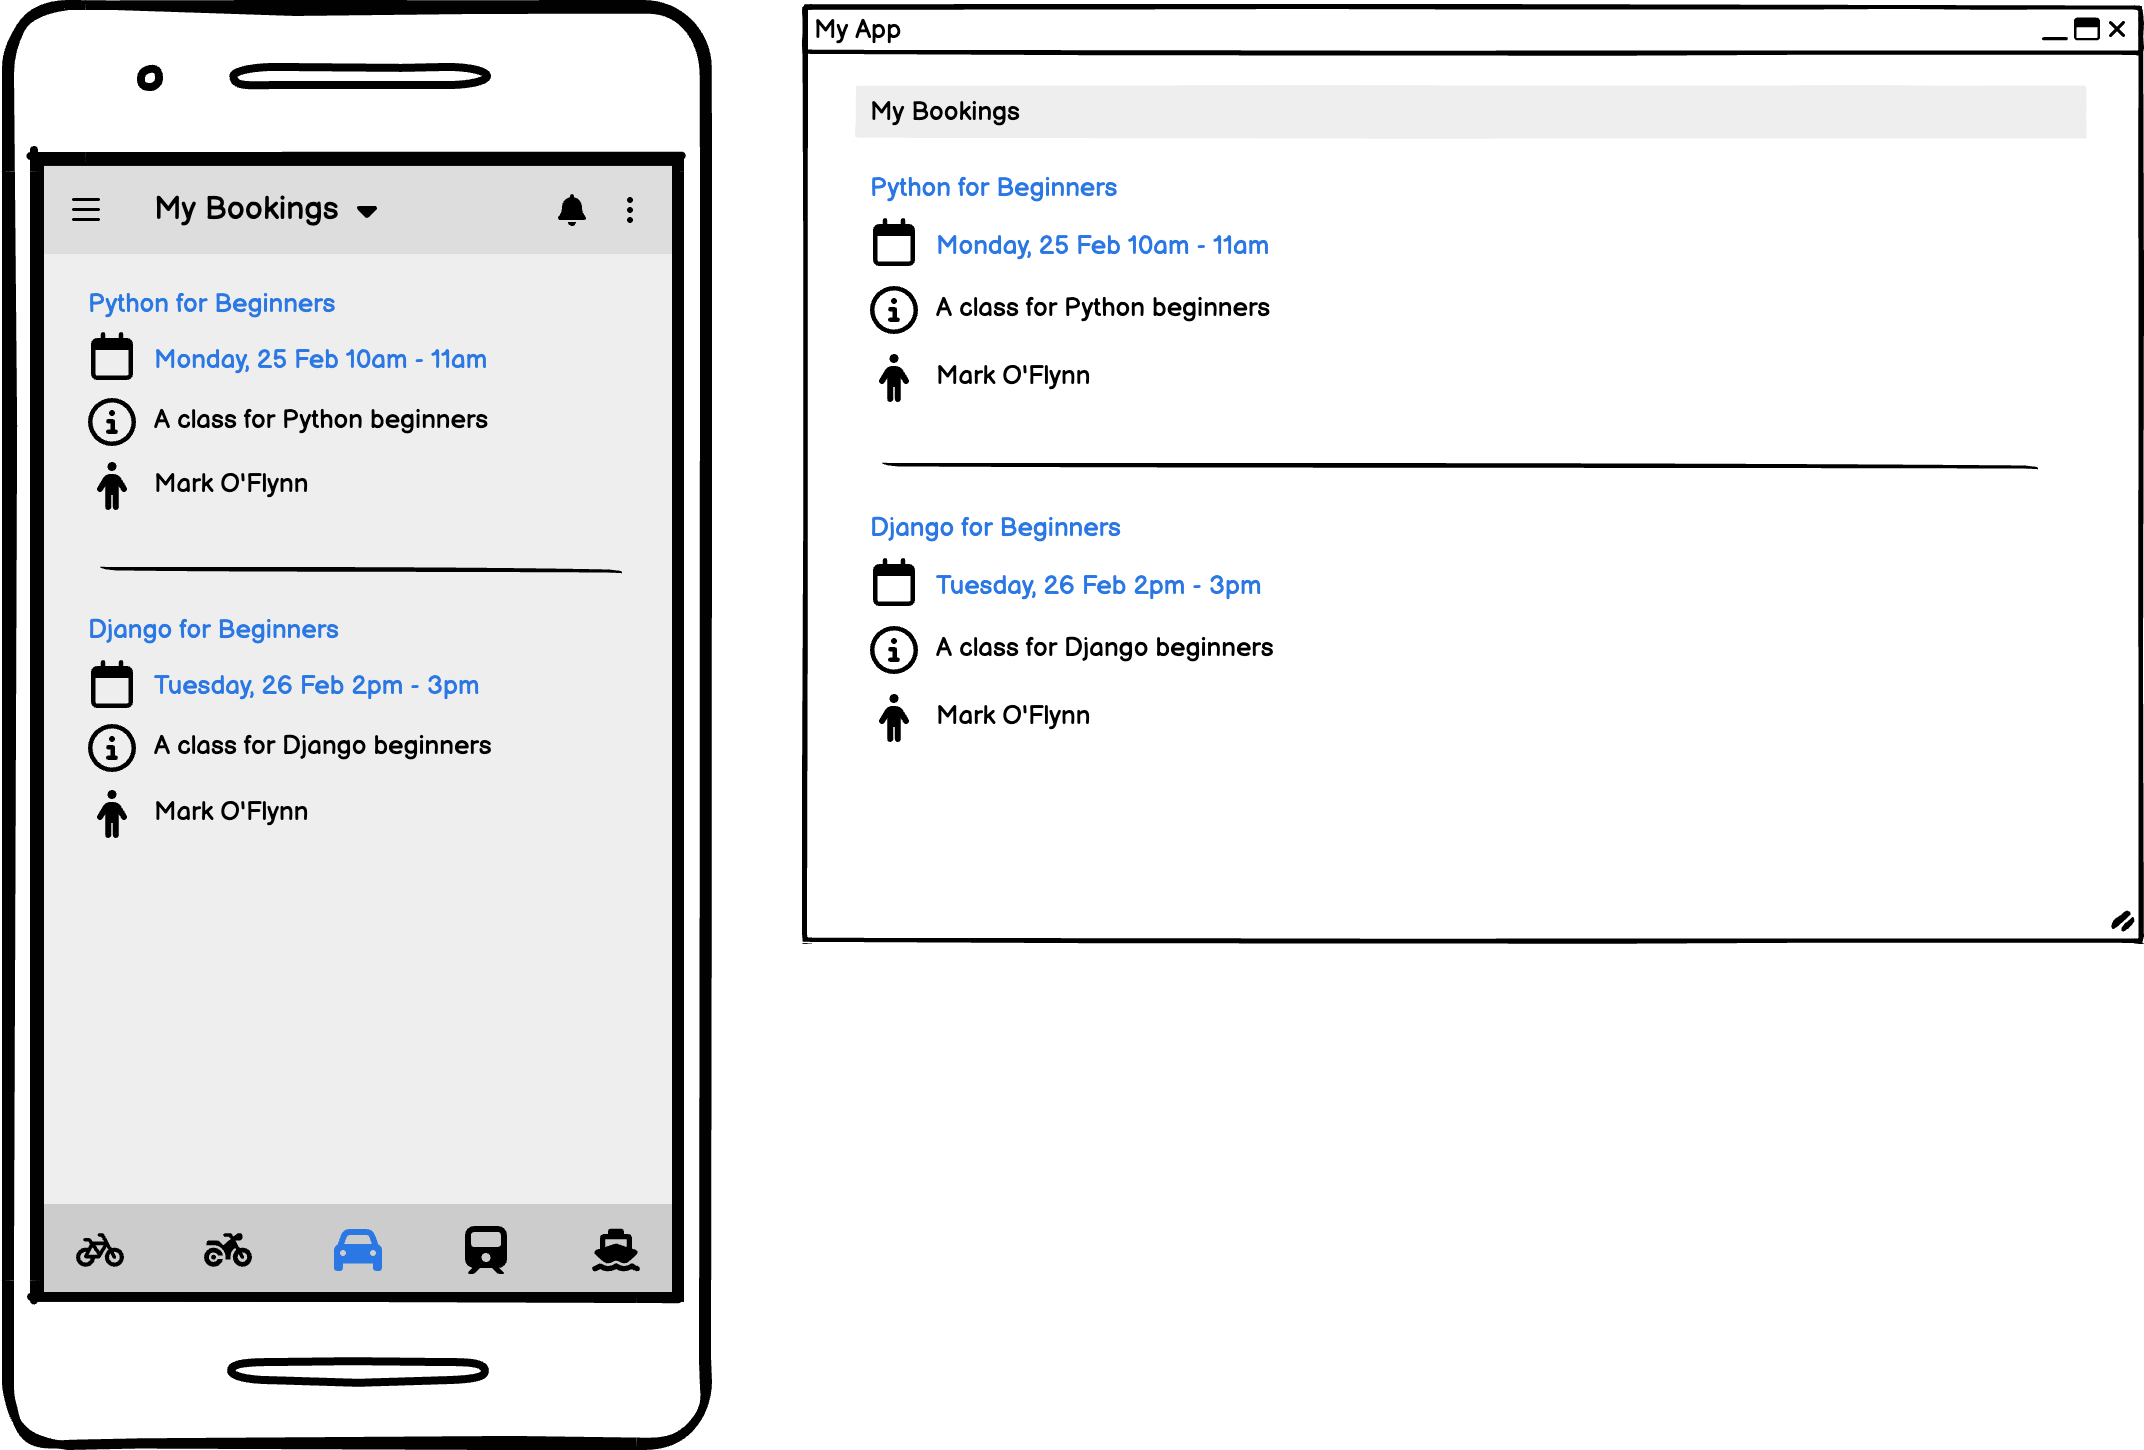 My Bookings
Python for Beginners
Monday, 25 Feb 10am - 11am
A class for Python beginners
Mark O'Flynn
Django for Beginners
Tuesday, 26 Feb 2pm - 3pm
A class for Django beginners
Mark O'Flynn
My App
My Bookings
Python for Beginners
Monday, 25 Feb 10am - 11am
A class for Python beginners
Mark O'Flynn
Django for Beginners
Tuesday, 26 Feb 2pm - 3pm
A class for Django beginners
Mark O'Flynn